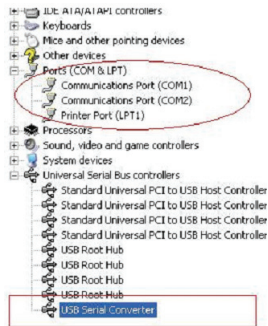 IDE ATA/ATAPI controllers
Keyboards
Mice and other pointing devices
Other devices
Ports (COM & LPT)
Communications Port (COM1)
Communications Port (COM2)
Printer Port (LPT1)
Processors
Sound, video and game controllers
System devices
Universal Serial Bus controllers
Standard Universal PCI to USB Host Controller
Standard Universal PCI to USB Host Controller
Standard Universal PCI to USB Host Controller
Standard Universal PCI to USB Host Controller
USB Root Hub
USB Root Hub
USB Root Hub
USB Root Hub
USB Serial Converter